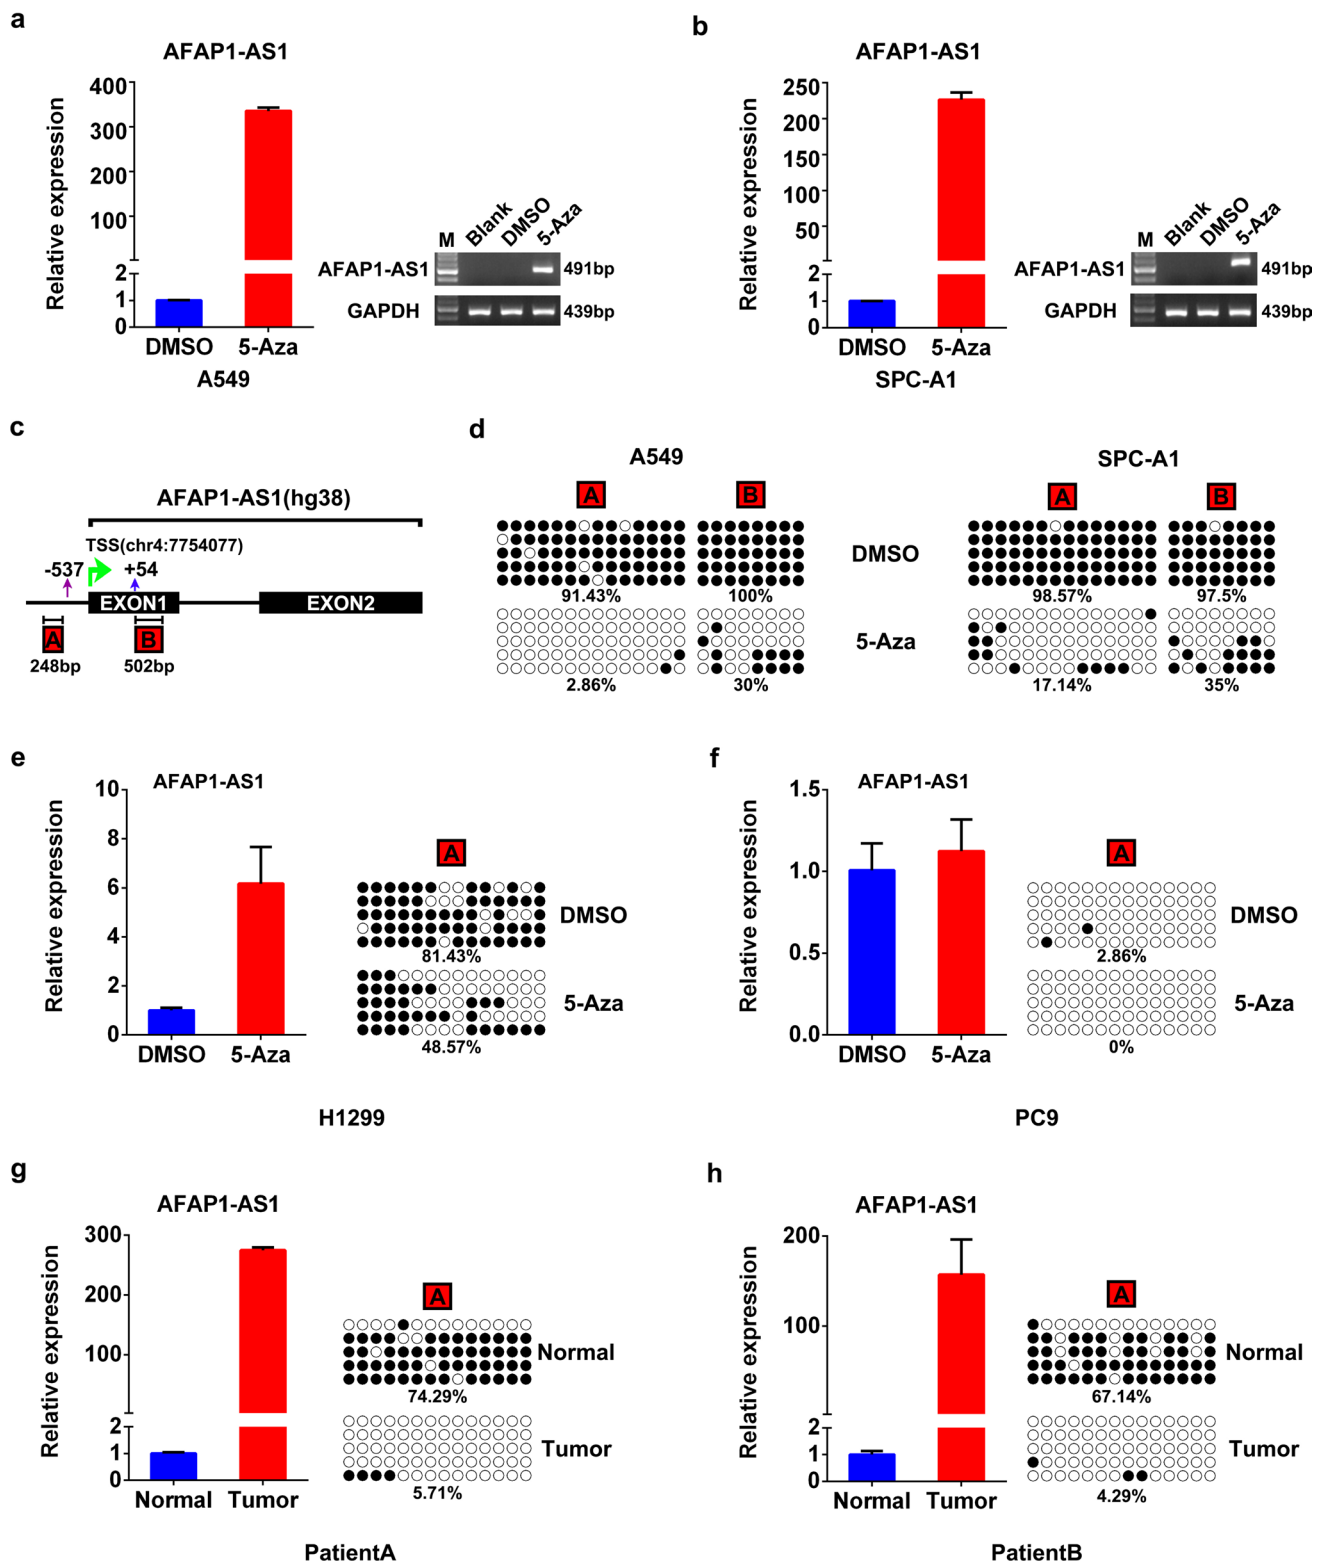 a
AFAP1-AS1
Relative expression
400
300
200
100
2
1
0
DMSO 5-Aza
A549
M Blank DMSO 5-Aza
AFAP1-AS1 491bp
GAPDH 439bp
b
AFAP1-AS1
Relative expression
250
200
150
100
50
2
1
0
DMSO 5-Aza
SPC-A1
M Blank DMSO 5-Aza
AFAP1-AS1 491bp
GAPDH 439bp
c
AFAP1-AS1(hg38)
TSS(chr4:7754077)
-537 +54
EXON1 EXON2
A B
248bp 502bp
d
A549 SPC-A1
A B A B
DMSO
91.43% 100% 98.57% 97.5%
5-Aza
2.86% 30% 17.14% 35%
e
AFAP1-AS1
Relative expression
10
8
6
4
2
0
DMSO 5-Aza
A
DMSO
81.43%
5-Aza
48.57%
H1299
f
AFAP1-AS1
Relative expression
1.5
1.0
0.5
0.0
DMSO 5-Aza
A
DMSO
2.86%
5-Aza
0%
PC9
g
AFAP1-AS1
Relative expression
300
200
100
2
1
0
Normal Tumor
A
Normal
74.29%
Tumor
5.71%
PatientA
h
AFAP1-AS1
Relative expression
200
100
2
1
0
Normal Tumor
A
Normal
67.14%
Tumor
4.29%
PatientB